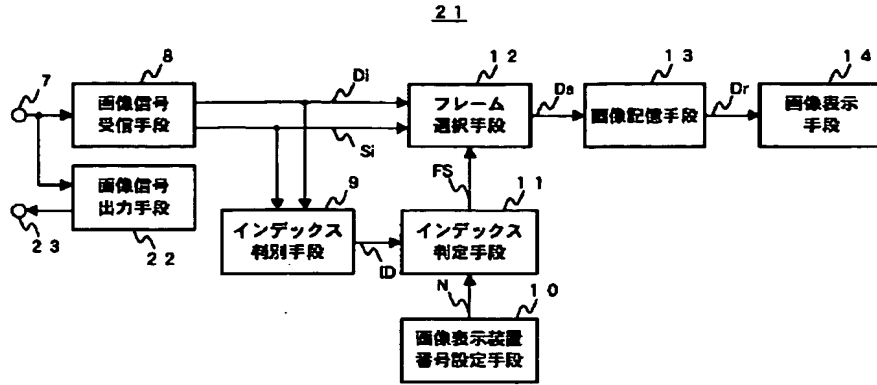 ２１
８
７
画像信号
受信手段
Di
Si
１２
フレーム
選択手段
Ds
１３
画像記憶手段
Dr
１４
画像表示
手段
画像信号
出力手段
２３
２２
９
インデックス
判別手段
ID
FS
１１
インデックス
判定手段
N
１０
画像表示装置
番号設定手段